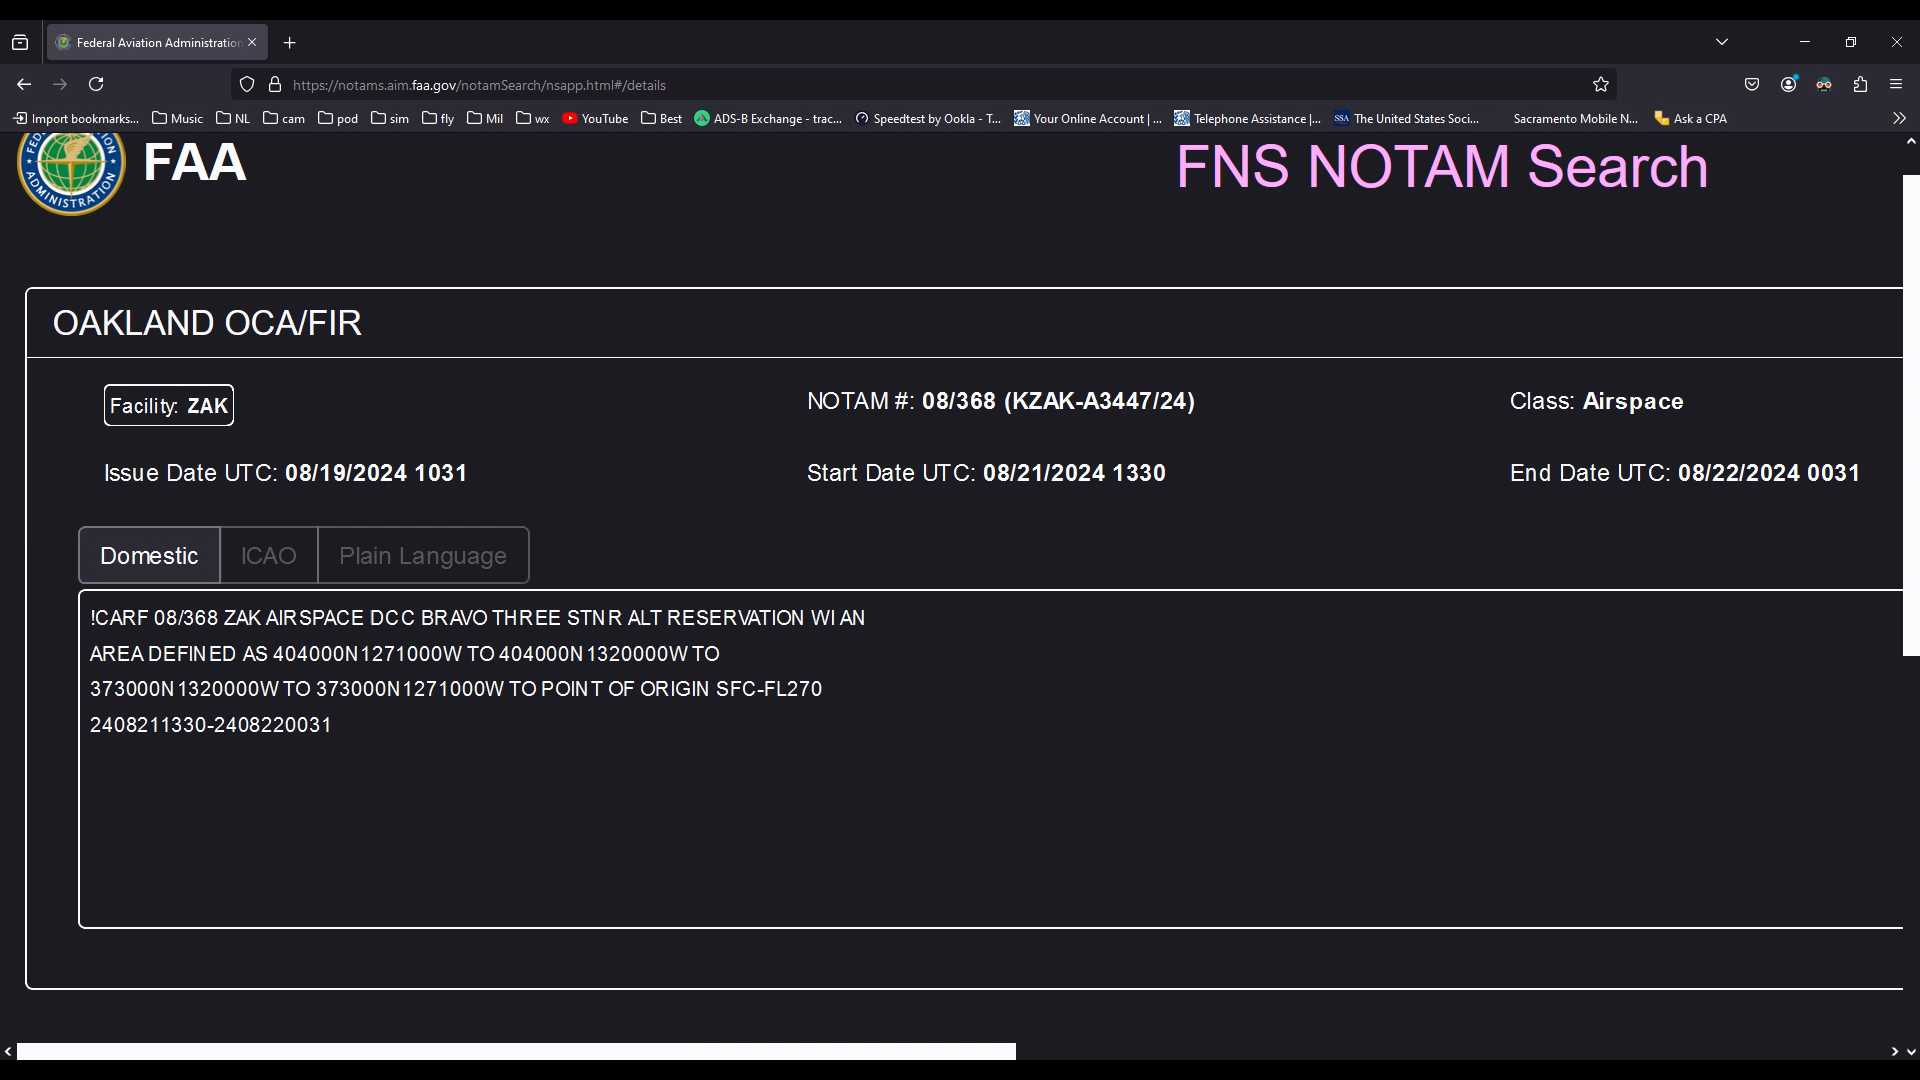 Federal Aviation Administration
https://notams.aim.faa.gov/notamSearch/nsapp.html#/details
Import bookmarks... Music NL cam pod sim fly Mil wx YouTube Best ADS-B Exchange - trac... Speedtest by Ookla - T... Your Online Account | ... Telephone Assistance |... SSA The United States Soci... Sacramento Mobile N... Ask a CPA
ADMINISTRATION
FAA
FNS NOTAM Search
OAKLAND OCA/FIR
Facility: ZAK NOTAM #: 08/368 (KZAK-A3447/24) Class: Airspace
Issue Date UTC: 08/19/2024 1031 Start Date UTC: 08/21/2024 1330 End Date UTC: 08/22/2024 0031
Domestic ICAO Plain Language
!CARF 08/368 ZAK AIRSPACE DCC BRAVO THREE STNR ALT RESERVATION WI AN
AREA DEFINED AS 404000N1271000W TO 404000N1320000W TO
373000N1320000W TO 373000N1271000W TO POINT OF ORIGIN SFC-FL270
2408211330-2408220031